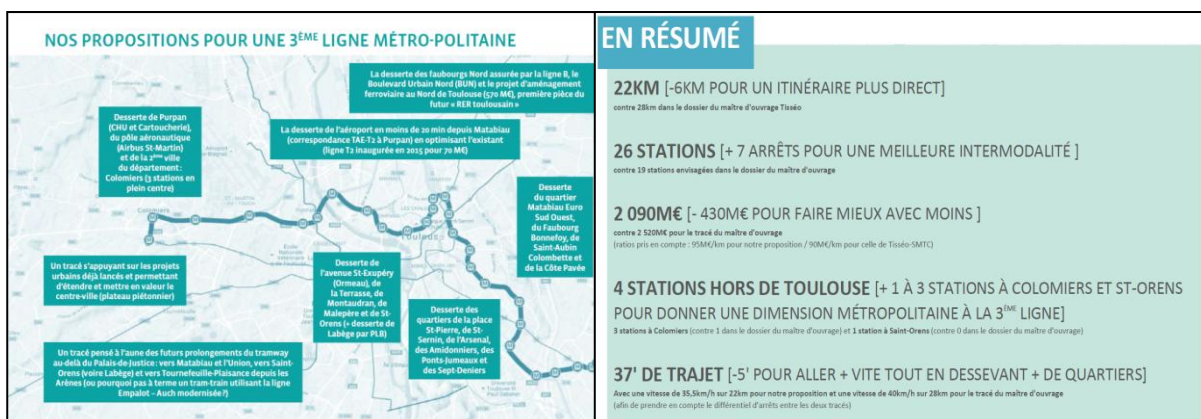 NOS PROPOSITIONS POUR UNE 3ÈME LIGNE MÉTRO-POLITAINE
La desserte des faubourgs Nord assurée par la ligne B, le
Boulevard Urbain Nord (BUN) et le projet d'aménagement
ferroviaire au Nord de Toulouse (570 M€), première pièce du
futur « RER toulousain »
Desserte de Purpan
(CHU et Cartoucherie),
du pôle aéronautique
(Airbus St-Martin)
et de la 2ème ville
du département :
Colomiers (3 stations en
plein centre)
La desserte de l'aéroport en moins de 20 min depuis Matabiau
(correspondance TAE-T2 à Purpan) en optimisant l'existant
(ligne T2 inaugurée en 2015 pour 70 M€)
Desserte
du quartier
Matabiau Euro
Sud Ouest,
du Faubourg
Bonnefoy, de
Saint-Aubin
Colombette et
de la Côte Pavée
Colomiers
Toulouse
Un tracé s'appuyant sur les projets
urbains déjà lancés et permettant
d'étendre et mettre en valeur le
centre-ville (plateau piétonnier)
Desserte de
l'avenue St-Exupéry
(Ormeau), de
la Terrasse, de
Montaudran, de
Malepère et de St-
Orens (+ desserte de
Labège par PLB)
Desserte des
quartiers de la place
St-Pierre, de St-
Sernin, de l'Arsenal,
des Amidonniers, des
Ponts-Jumeaux et
des Sept-Deniers
Un tracé pensé à l'aune des futurs prolongements du tramway
au-delà du Palais-de-Justice : vers Matabiau et l'Union, vers Saint-
Orens (voire Labège) et vers Tournefeuille-Plaisance depuis les
Arènes (ou pourquoi pas à terme un tram-train utilisant la ligne
Empalot – Auch modernisée?)
EN RÉSUMÉ
22KM [-6KM POUR UN ITINÉRAIRE PLUS DIRECT]
contre 28km dans le dossier du maître d'ouvrage Tisséo
26 STATIONS [+ 7 ARRÊTS POUR UNE MEILLEURE INTERMODALITÉ ]
contre 19 stations envisagées dans le dossier du maître d'ouvrage
2 090M€ [- 430M€ POUR FAIRE MIEUX AVEC MOINS ]
contre 2 520M€ pour le tracé du maître d'ouvrage
(ratios pris en compte : 95M€/km pour notre proposition / 90M€/km pour celle de Tisséo-SMTC)
4 STATIONS HORS DE TOULOUSE [+ 1 À 3 STATIONS À COLOMIERS ET ST-ORENS
POUR DONNER UNE DIMENSION MÉTROPOLITAINE À LA 3ÈME LIGNE]
3 stations à Colomiers (contre 1 dans le dossier du maître d'ouvrage) et 1 station à Saint-Orens (contre 0 dans le dossier du maître d'ouvrage)
37' DE TRAJET [-5' POUR ALLER + VITE TOUT EN DESSEVANT + DE QUARTIERS]
Avec une vitesse de 35,5km/h sur 22km pour notre proposition et une vitesse de 40km/h sur 28km pour le tracé du maître d'ouvrage
(afin de prendre en compte le différentiel d'arrêts entre les deux tracés)